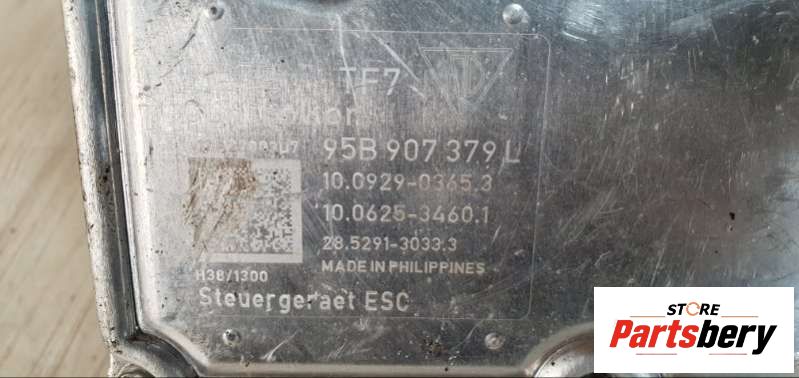 TF7
95B 907 379 L
10.0929-0365.3
10.0625-3460.1
28.5291-3033.3
MADE IN PHILIPPINES
H38/1300
Steuergeraet ESC
STORE
Partsbery